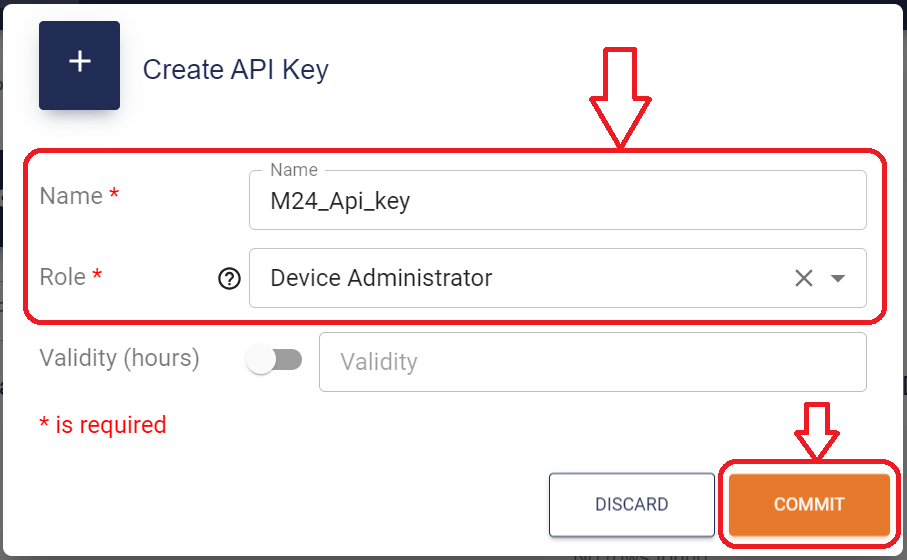 +
Create API Key
Name
Name *
M24_Api_key
Role *
?
Device Administrator
Validity (hours)
Validity
* is required
DISCARD
COMMIT